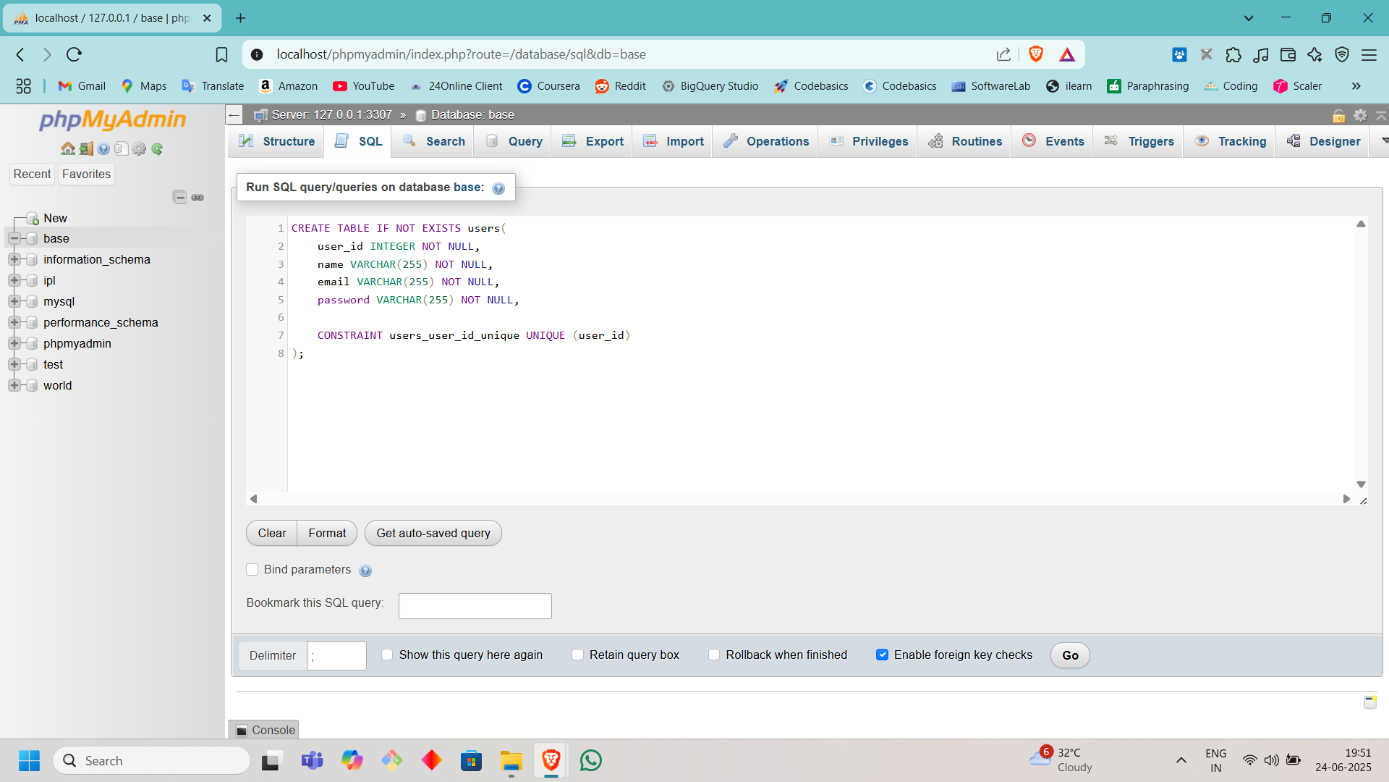 localhost / 127.0.0.1 / base | php
localhost/phpmyadmin/index.php?route=/database/sql&db=base
Gmail Maps Translate Amazon YouTube 24Online Client Coursera Reddit BigQuery Studio Codebasics Codebasics SoftwareLab ilearn Paraphrasing Coding Scaler
phpMyAdmin
Recent Favorites
New
base
information_schema
ipl
mysql
performance_schema
phpmyadmin
test
world
Server: 127.0.0.1:3307 » Database: base
Structure SQL Search Query Export Import Operations Privileges Routines Events Triggers Tracking Designer
Run SQL query/queries on database base:
1 CREATE TABLE IF NOT EXISTS users(
2 user_id INTEGER NOT NULL,
3 name VARCHAR(255) NOT NULL,
4 email VARCHAR(255) NOT NULL,
5 password VARCHAR(255) NOT NULL,
6
7 CONSTRAINT users_user_id_unique UNIQUE (user_id)
8 );
Clear Format Get auto-saved query
Bind parameters
Bookmark this SQL query:
Delimiter ; Show this query here again Retain query box Rollback when finished Enable foreign key checks Go
Console
Search
6 32°C
Cloudy
ENG
IN
19:51
24-06-2025